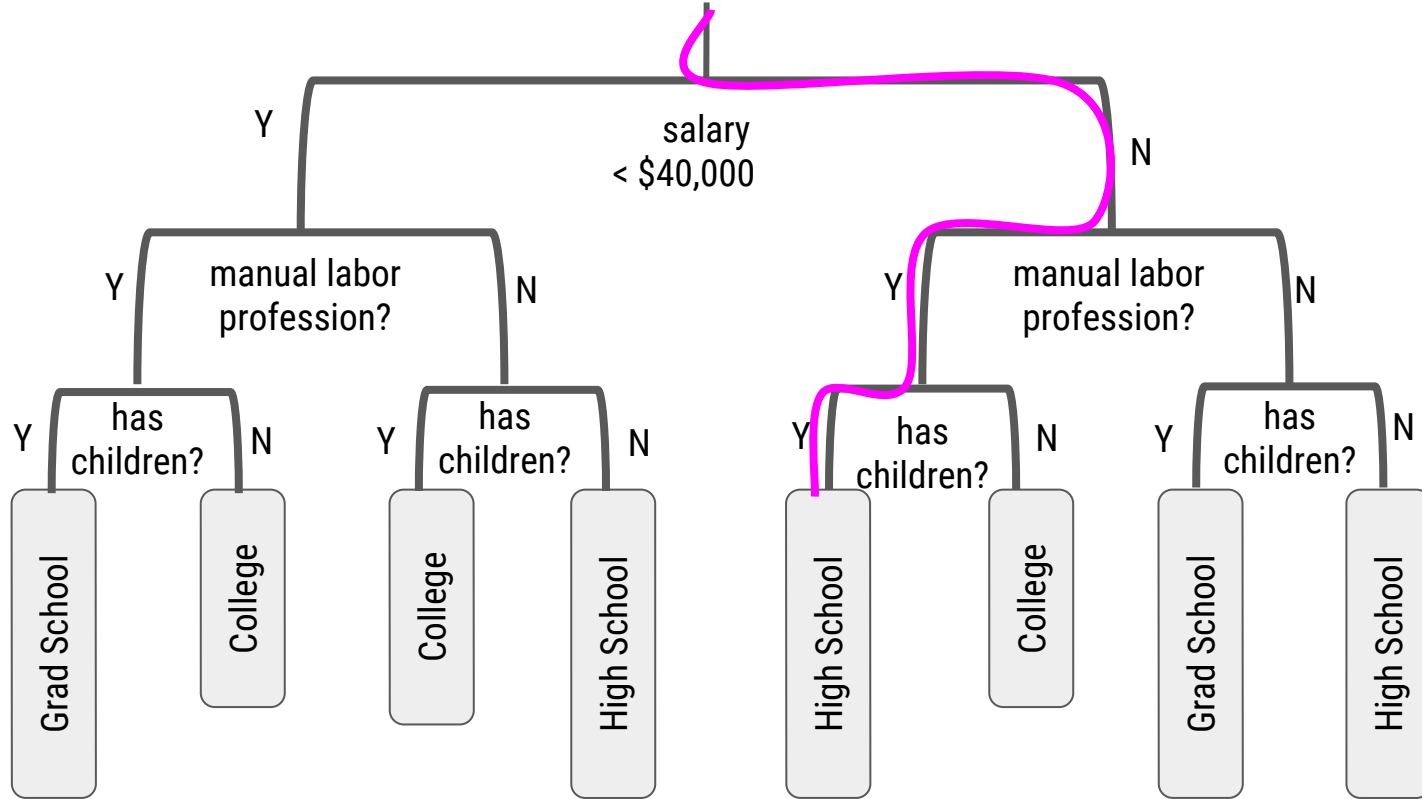 Y
salary
< $40,000
N
Y
manual labor
profession?
N
Y
manual labor
profession?
N
Y
has
children?
N
Y
has
children?
N
Y
has
children?
N
Y
has
children?
N
Grad School
College
College
High School
High School
College
Grad School
High School